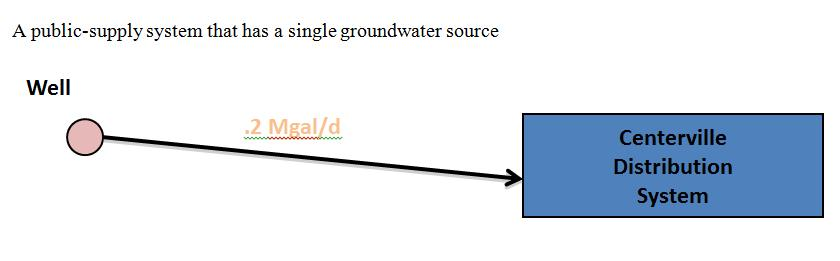 A public-supply system that has a single groundwater source
Well
.2 Mgal/d
Centerville
Distribution
System